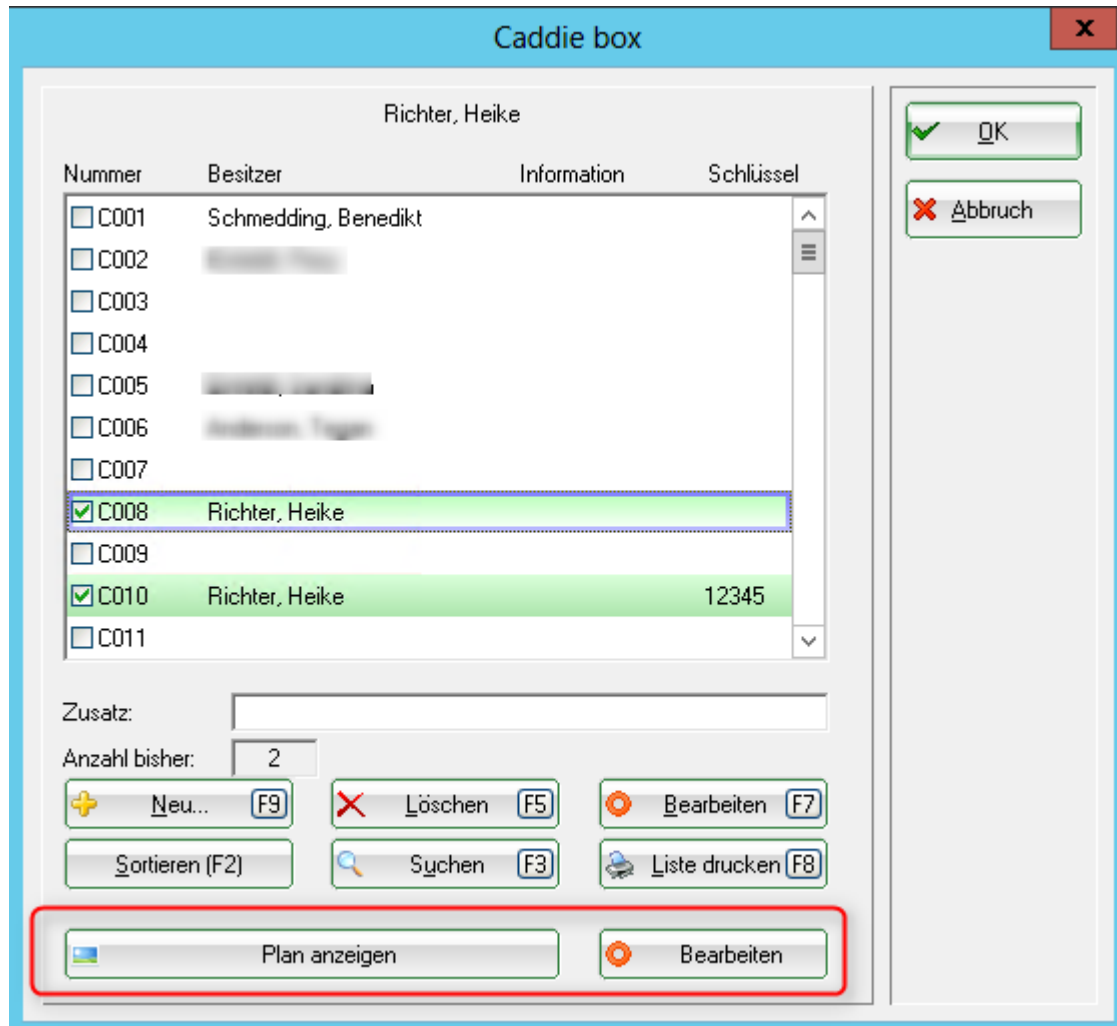 Caddie box
x
Richter, Heike
Nummer Besitzer Information Schlüssel
C001 Schmedding, Benedikt
C002
C003
C004
C005
C006
C007
C008 Richter, Heike
C009
C010 Richter, Heike 12345
C011
OK
Abbruch
Zusatz:
Anzahl bisher: 2
Neu... F9 Löschen F5 Bearbeiten F7
Sortieren (F2) Suchen F3 Liste drucken F8
Plan anzeigen Bearbeiten